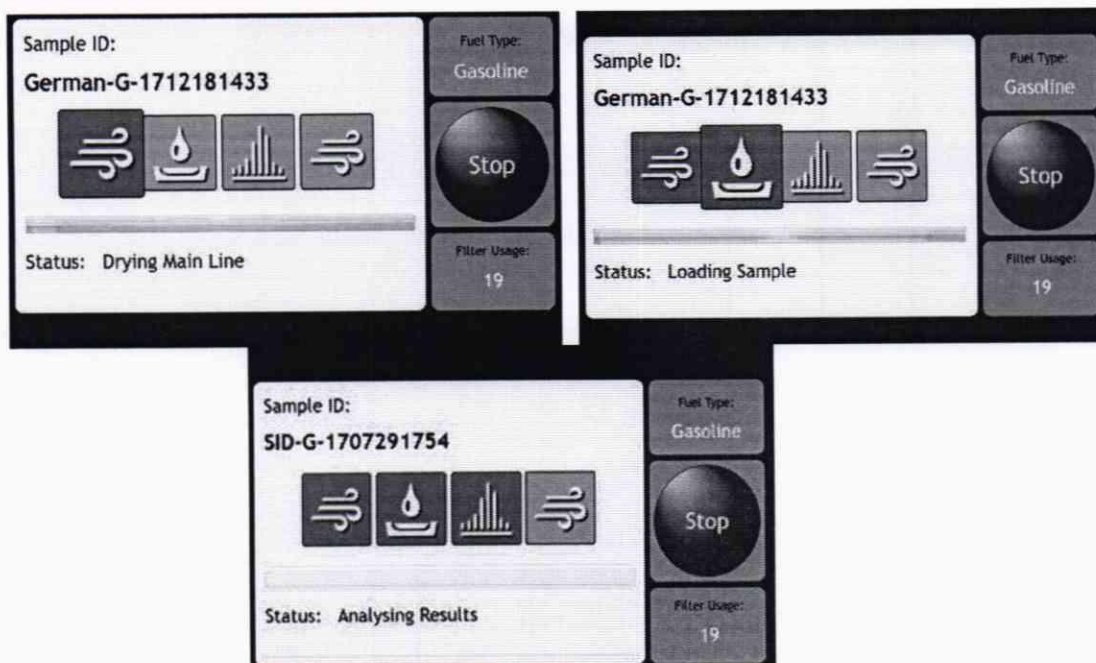 Sample ID:
German-G-1712181433
Status: Drying Main Line
Fuel Type:
Gasoline
Stop
Filter Usage:
19
Sample ID:
German-G-1712181433
Status: Loading Sample
Fuel Type:
Gasoline
Stop
Filter Usage:
19
Sample ID:
SID-G-1707291754
Status: Analysing Results
Fuel Type:
Gasoline
Stop
Filter Usage:
19